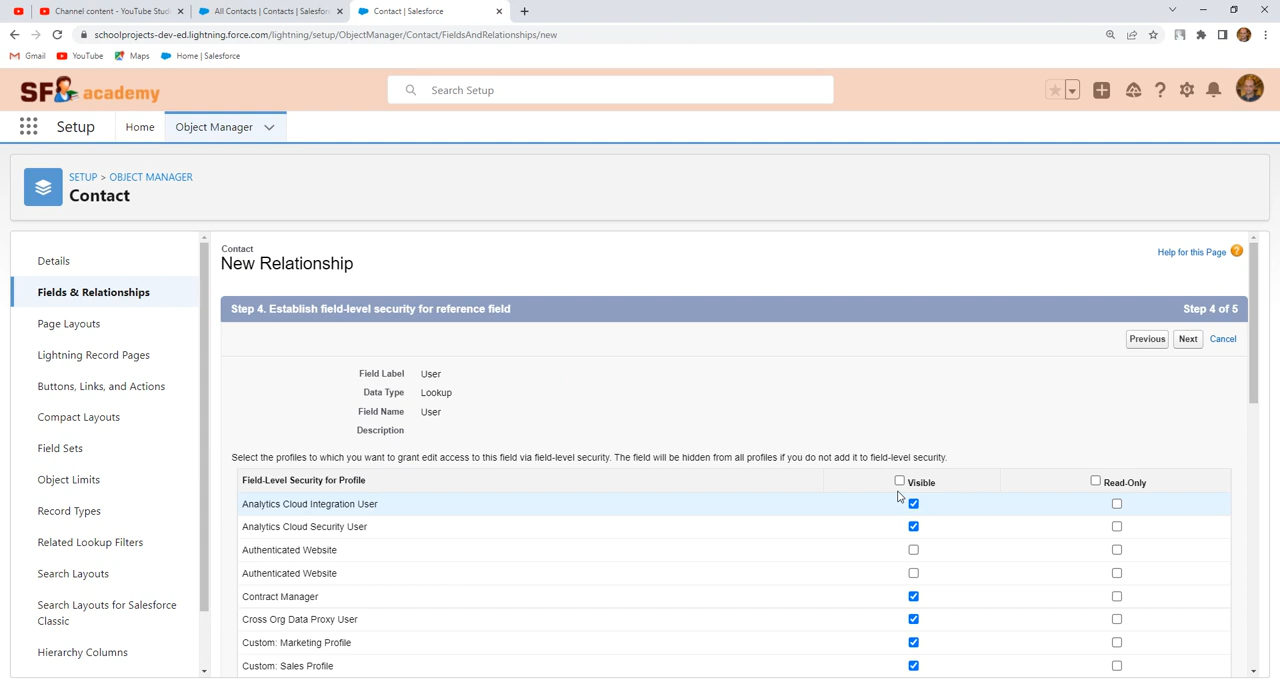 Channel content - YouTube Stud
All Contacts | Contacts | Salesfor
Contact | Salesforce
schoolprojects-dev-ed.lightning.force.com/lightning/setup/ObjectManager/Contact/FieldsAndRelationships/new
Gmail YouTube Maps Home | Salesforce
SF academy
Search Setup
Setup Home Object Manager
SETUP > OBJECT MANAGER
Contact
Details
Fields & Relationships
Page Layouts
Lightning Record Pages
Buttons, Links, and Actions
Compact Layouts
Field Sets
Object Limits
Record Types
Related Lookup Filters
Search Layouts
Search Layouts for Salesforce
Classic
Hierarchy Columns
Contact
New Relationship
Help for this Page
Step 4. Establish field-level security for reference field Step 4 of 5
Previous Next Cancel
Field Label User
Data Type Lookup
Field Name User
Description
Select the profiles to which you want to grant edit access to this field via field-level security. The field will be hidden from all profiles if you do not add it to field-level security.
Field-Level Security for Profile Visible Read-Only
Analytics Cloud Integration User
Analytics Cloud Security User
Authenticated Website
Authenticated Website
Contract Manager
Cross Org Data Proxy User
Custom: Marketing Profile
Custom: Sales Profile